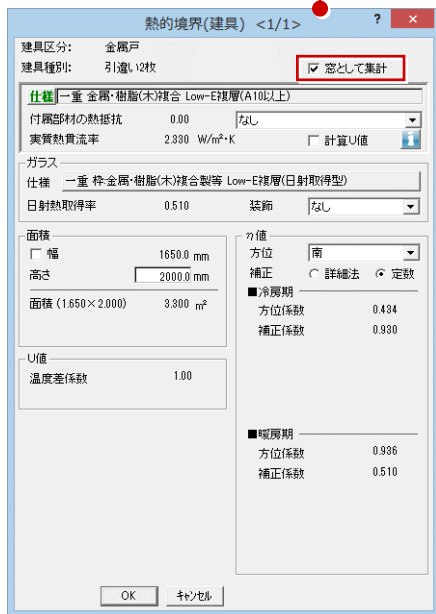 熱的境界(建具) <1/1>
?
×
建具区分: 金属戸
建具種別: 引違い2枚
窓として集計
仕様 一重 金属・樹脂(木)複合 Low-E複層(A10以上)
付属部材の熱抵抗 0.00 なし
実質熱貫流率 2.330 W/m²・K 計算U値 i
ガラス
仕様 一重 枠:金属・樹脂(木)複合製等 Low-E複層(日射取得型)
日射熱取得率 0.510 装飾 なし
面積
幅 1650.0 mm
高さ 2000.0 mm
面積 (1.650×2.000) 3.300 m²
U値
温度差係数 1.00
η値
方位 南
補正 詳細法 定数
■冷房期
方位係数 0.434
補正係数 0.930
■暖房期
方位係数 0.936
補正係数 0.510
OK キャンセル